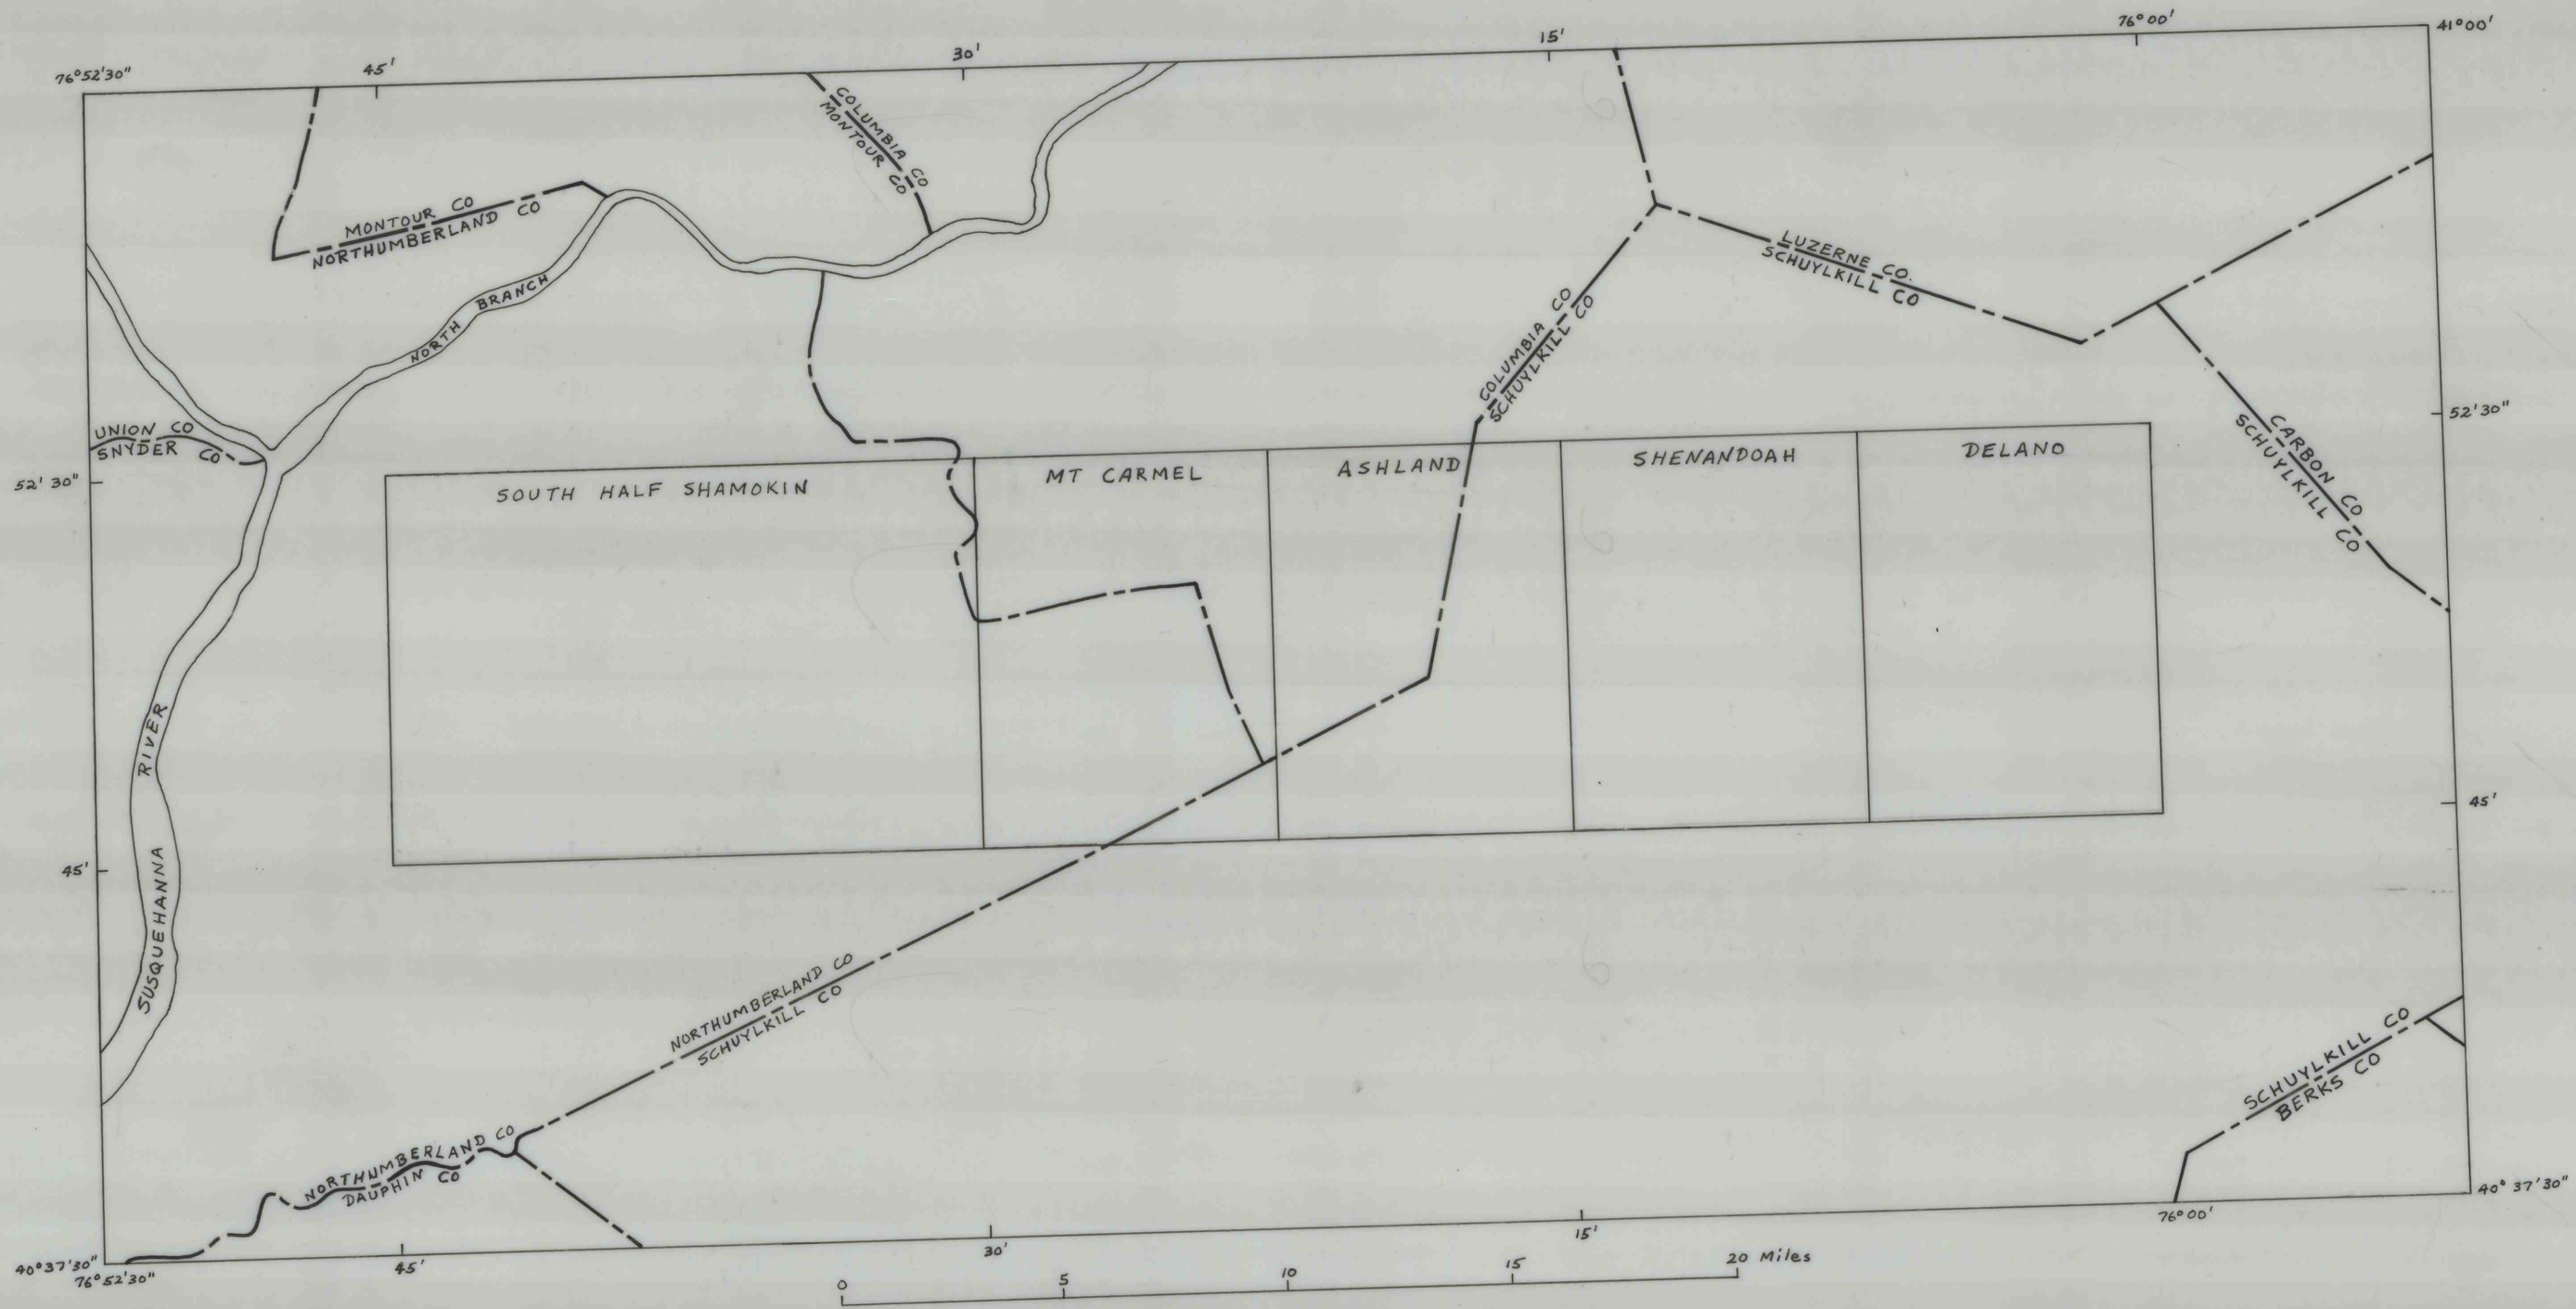 76°52'30"
45'
30'
15'
76°00'
41°00'
COLUMBIA CO
MONTOUR CO
MONTOUR CO
NORTHUMBERLAND CO
LUZERNE CO.
SCHUYLKILL CO
NORTH BRANCH
COLUMBIA CO
SCHUYLKILL CO
UNION CO
SNYDER CO
52'30"
52'30"
CARBON CO
SCHUYLKILL CO
SOUTH HALF SHAMOKIN
MT CARMEL
ASHLAND
SHENANDOAH
DELANO
SUSQUEHANNA RIVER
45'
45'
NORTHUMBERLAND CO
SCHUYLKILL CO
SCHUYLKILL CO
BERKS CO
NORTHUMBERLAND CO
DAUPHIN CO
40°37'30"
76°52'30"
45'
30'
15'
76°00'
40°37'30"
0 5 10 15 20 Miles